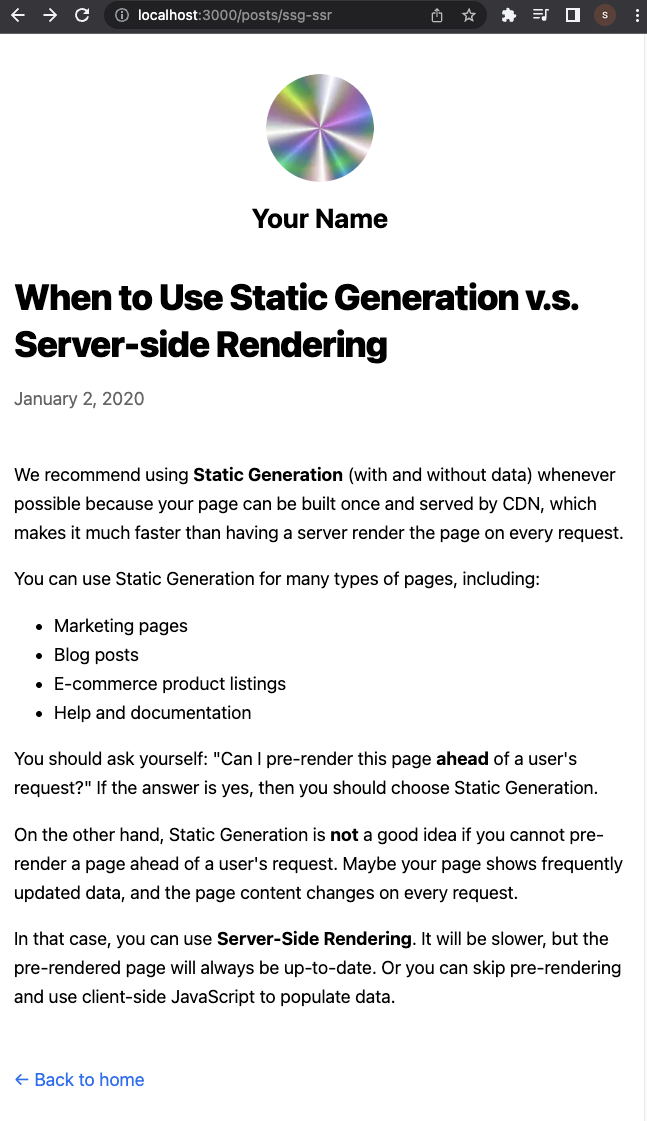 localhost:3000/posts/ssg-ssr
s
Your Name
When to Use Static Generation v.s.
Server-side Rendering
January 2, 2020
We recommend using Static Generation (with and without data) whenever
possible because your page can be built once and served by CDN, which
makes it much faster than having a server render the page on every request.
You can use Static Generation for many types of pages, including:
• Marketing pages
• Blog posts
• E-commerce product listings
• Help and documentation
You should ask yourself: "Can I pre-render this page ahead of a user's
request?" If the answer is yes, then you should choose Static Generation.
On the other hand, Static Generation is not a good idea if you cannot pre-
render a page ahead of a user's request. Maybe your page shows frequently
updated data, and the page content changes on every request.
In that case, you can use Server-Side Rendering. It will be slower, but the
pre-rendered page will always be up-to-date. Or you can skip pre-rendering
and use client-side JavaScript to populate data.
← Back to home